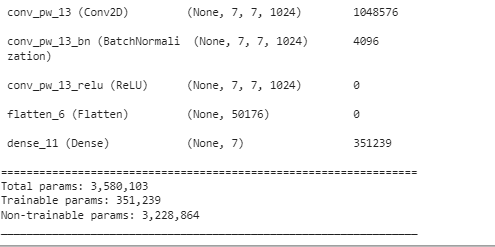 conv_pw_13 (Conv2D) (None, 7, 7, 1024) 1048576
conv_pw_13_bn (BatchNormali (None, 7, 7, 1024) 4096
zation)
conv_pw_13_relu (ReLU) (None, 7, 7, 1024) 0
flatten_6 (Flatten) (None, 50176) 0
dense_11 (Dense) (None, 7) 351239
=================================================================
Total params: 3,580,103
Trainable params: 351,239
Non-trainable params: 3,228,864
_________________________________________________________________